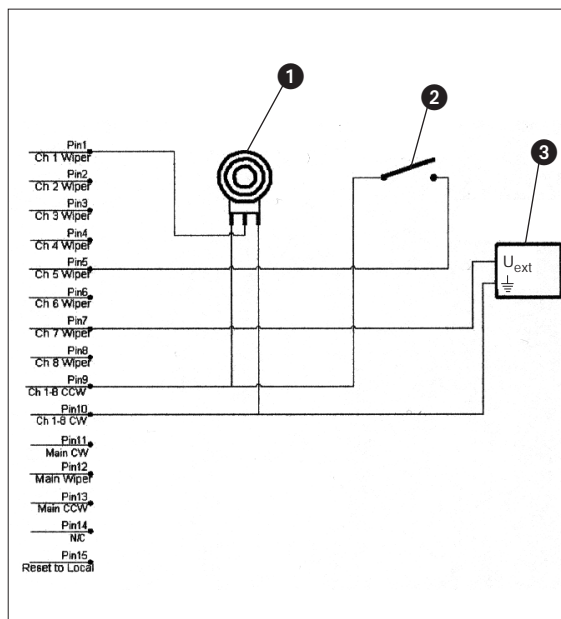 1
2
3
Pin1
Ch 1 Wiper
Pin2
Ch 2 Wiper
Pin3
Ch 3 Wiper
Pin4
Ch 4 Wiper
Pin5
Ch 5 Wiper
Pin6
Ch 6 Wiper
Pin7
Ch 7 Wiper
Pin8
Ch 8 Wiper
Pin9
Ch 1-8 CCW
Pin10
Ch 1-8 CW
Pin11
Main CW
Pin12
Main Wiper
Pin13
Main CCW
Pin14
N/C
Pin15
Reset to Local
Uext